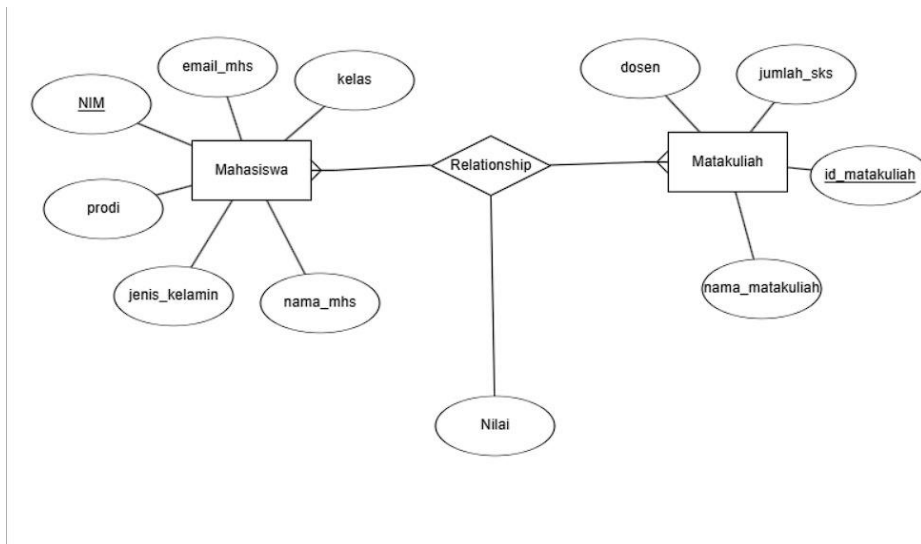 email_mhs
kelas
NIM
Mahasiswa
prodi
jenis_kelamin
nama_mhs
Relationship
Nilai
dosen
jumlah_sks
Matakuliah
id_matakuliah
nama_matakuliah